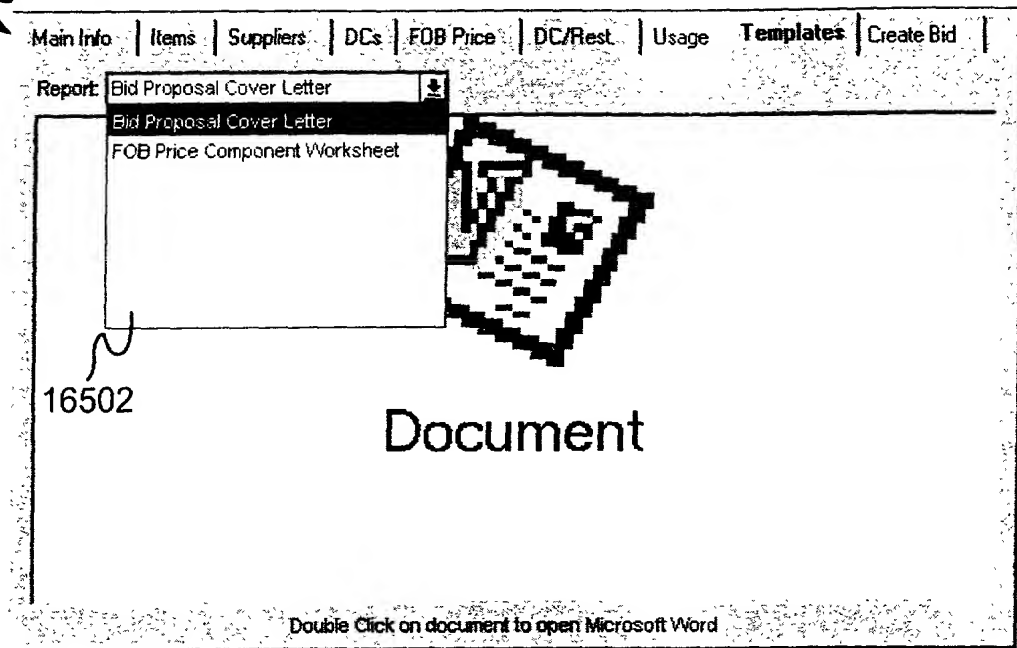 Main Info | Items | Suppliers | DCs | FOB Price | DC/Rest. | Usage Templates | Create Bid |
Report: Bid Proposal Cover Letter
Bid Proposal Cover Letter
FOB Price Component Worksheet
16502
Document
Double Click on document to open Microsoft Word